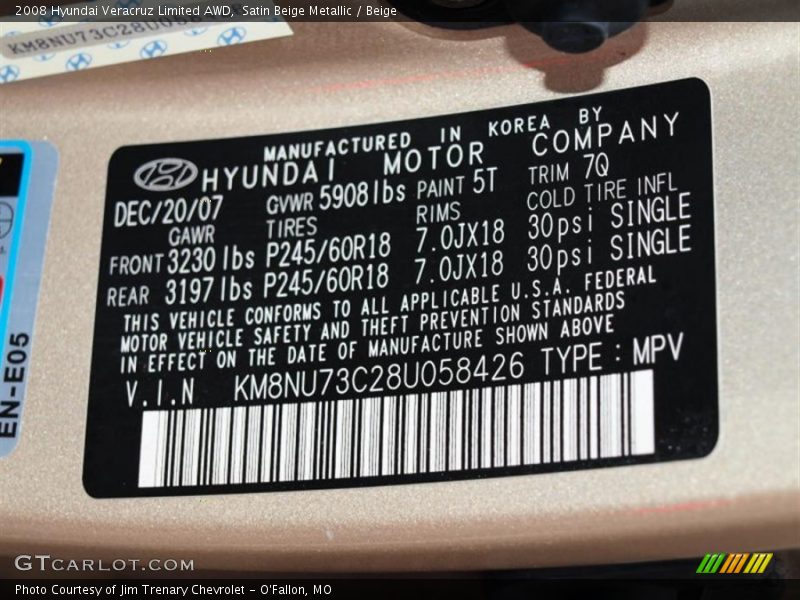 2008 Hyundai Veracruz Limited AWD, Satin Beige Metallic / Beige
KM8NU73C28U058426
MANUFACTURED IN KOREA BY
HYUNDAI MOTOR COMPANY
DEC/20/07 GVWR 5908lbs PAINT 5T TRIM 7Q
GAWR TIRES RIMS COLD TIRE INFL
FRONT 3230 lbs P245/60R18 7.0JX18 30psi SINGLE
REAR 3197 lbs P245/60R18 7.0JX18 30psi SINGLE
THIS VEHICLE CONFORMS TO ALL APPLICABLE U.S.A. FEDERAL
MOTOR VEHICLE SAFETY AND THEFT PREVENTION STANDARDS
IN EFFECT ON THE DATE OF MANUFACTURE SHOWN ABOVE
V.I.N KM8NU73C28U058426 TYPE : MPV
EN-E05
GTCARLOT.COM
Photo Courtesy of Jim Trenary Chevrolet - O'Fallon, MO